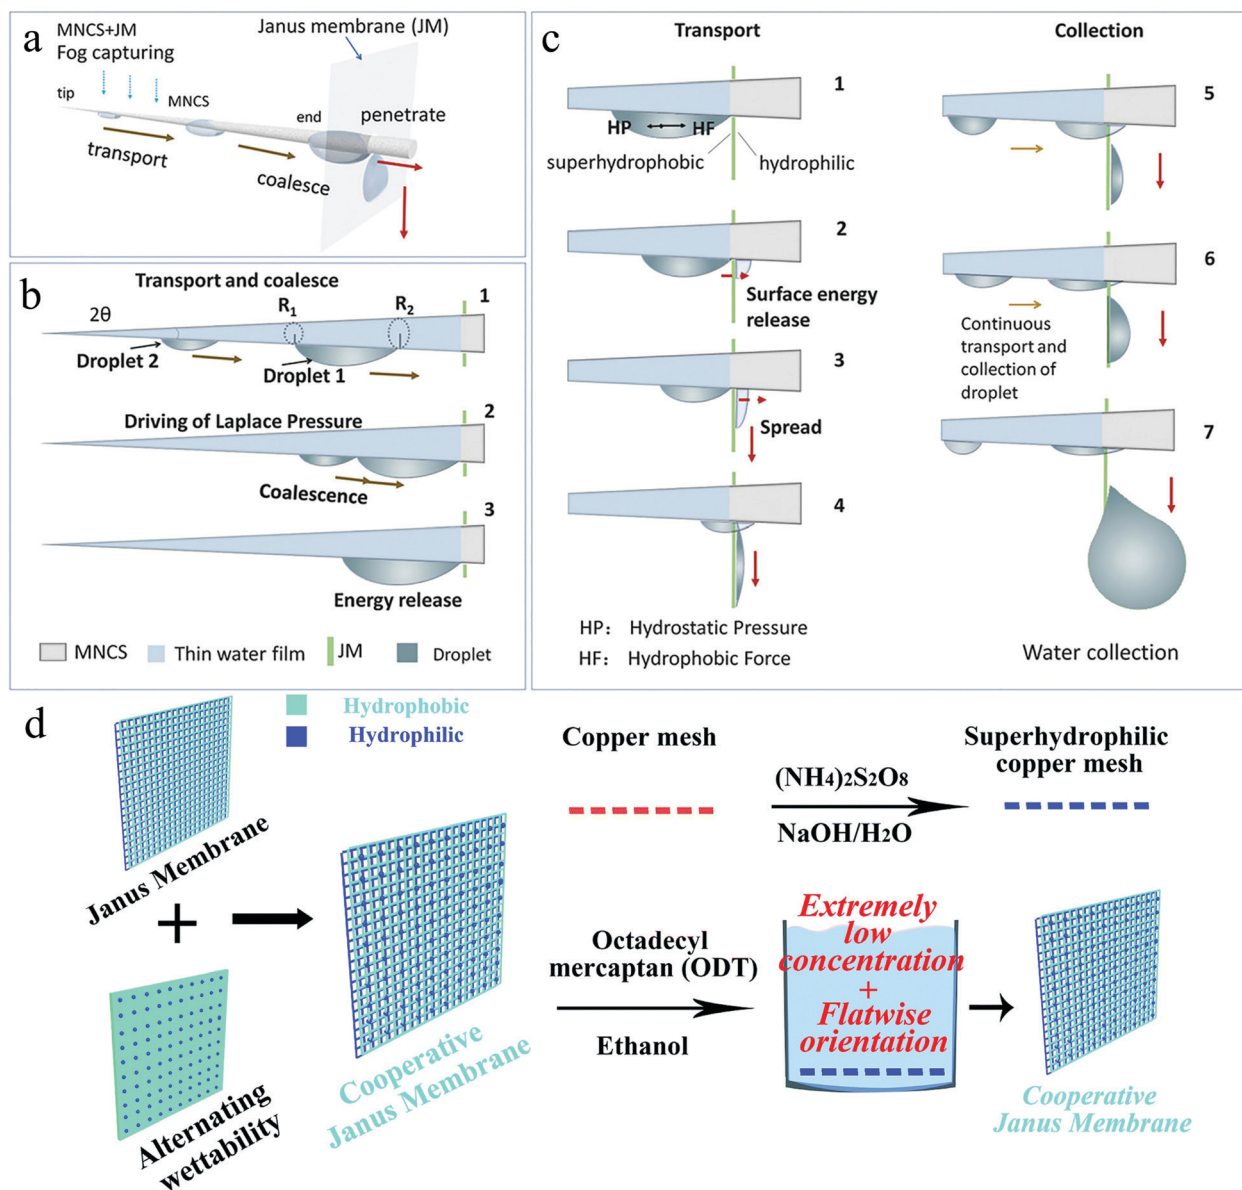 a
MNCS+JM
Fog capturing
Janus membrane (JM)
tip
MNCS
end
penetrate
transport
coalesce
b
Transport and coalesce
1
2θ
R1
R2
Droplet 2
Droplet 1
2
Driving of Laplace Pressure
Coalescence
3
Energy release
MNCS
Thin water film
JM
Droplet
c
Transport
1
HP
HF
superhydrophobic
hydrophilic
2
Surface energy
release
3
Spread
4
HP: Hydrostatic Pressure
HF: Hydrophobic Force
Collection
5
6
Continuous
transport and
collection of
droplet
7
Water collection
d
Hydrophobic
Hydrophilic
Janus Membrane
+
Alternating
wettability
Cooperative
Janus Membrane
Copper mesh
(NH4)2S2O8
NaOH/H2O
Superhydrophilic
copper mesh
Octadecyl
mercaptan (ODT)
Ethanol
Extremely
low
concentration
+
Flatwise
orientation
Cooperative
Janus Membrane